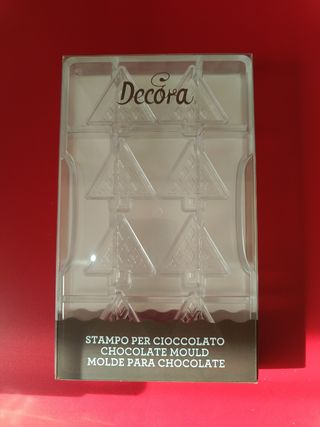 Decora
STAMPO PER CIOCCOLATO
CHOCOLATE MOULD
MOLDE PARA CHOCOLATE